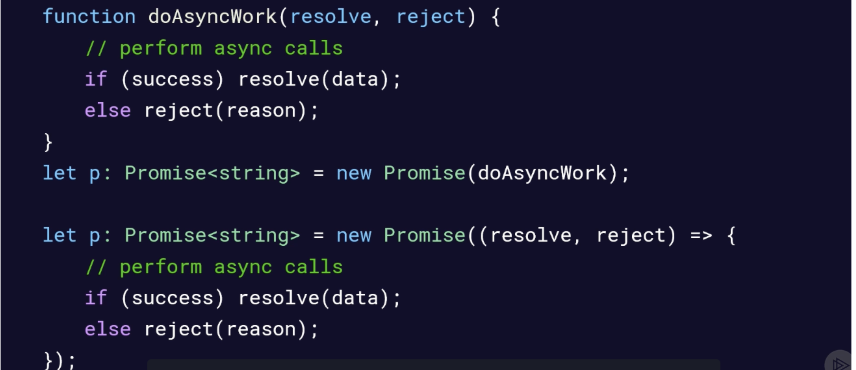 function doAsyncWork(resolve, reject) {
// perform async calls
if (success) resolve(data);
else reject(reason);
}
let p: Promise<string> = new Promise(doAsyncWork);
let p: Promise<string> = new Promise((resolve, reject) => {
// perform async calls
if (success) resolve(data);
else reject(reason);
});